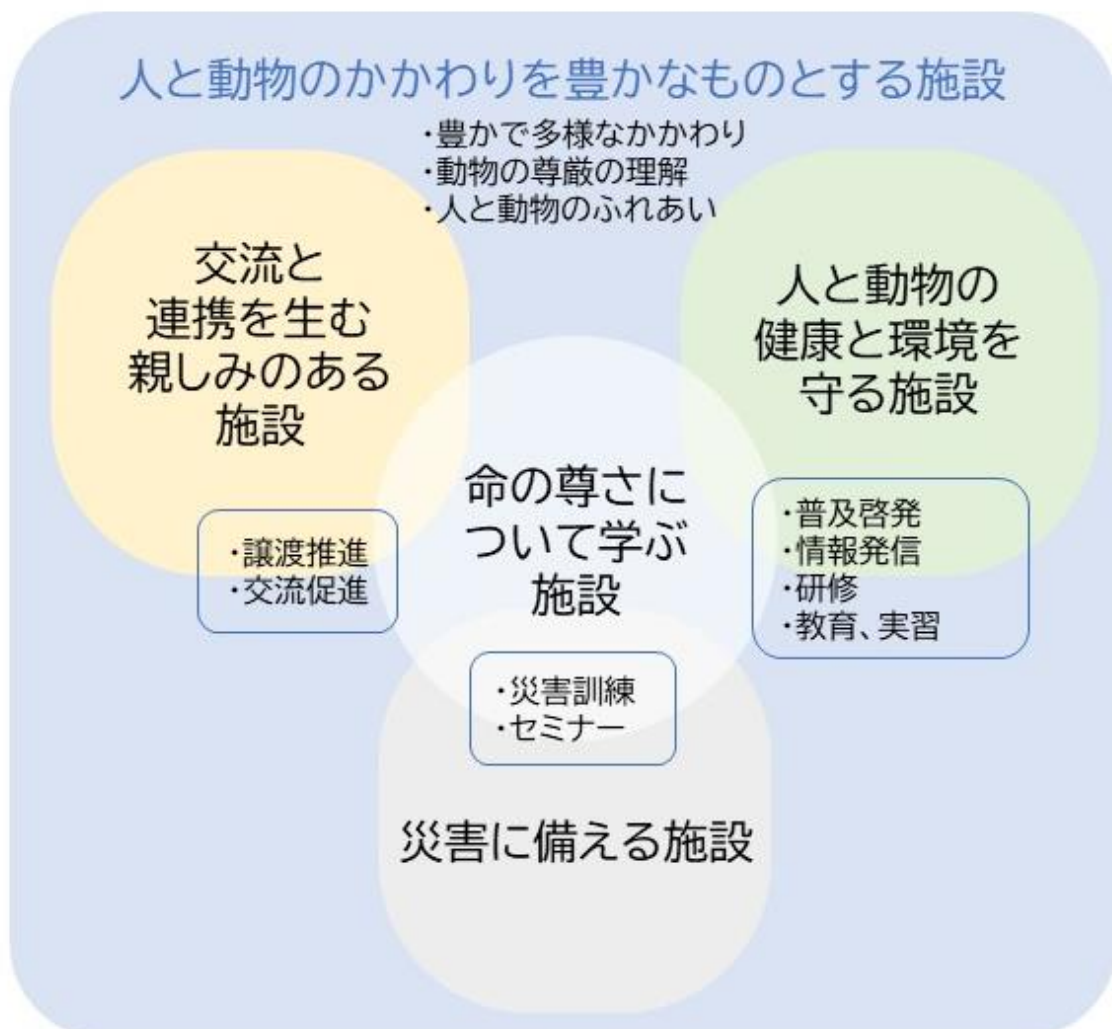 人と動物のかかわりを豊かなものとする施設
・豊かで多様なかかわり
・動物の尊厳の理解
・人と動物のふれあい
交流と
連携を生む
親しみのある
施設
人と動物の
健康と環境を
守る施設
命の尊さに
ついて学ぶ
施設
・譲渡推進
・交流促進
・普及啓発
・情報発信
・研修
・教育、実習
・災害訓練
・セミナー
災害に備える施設